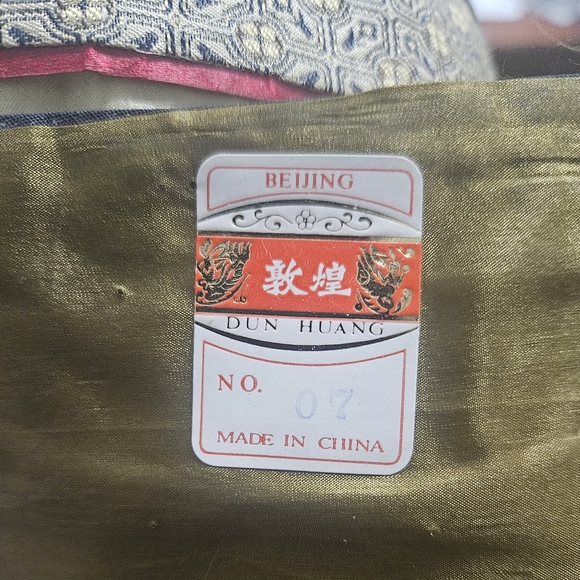 BEIJING
敦煌
DUN HUANG
NO. 07
MADE IN CHINA